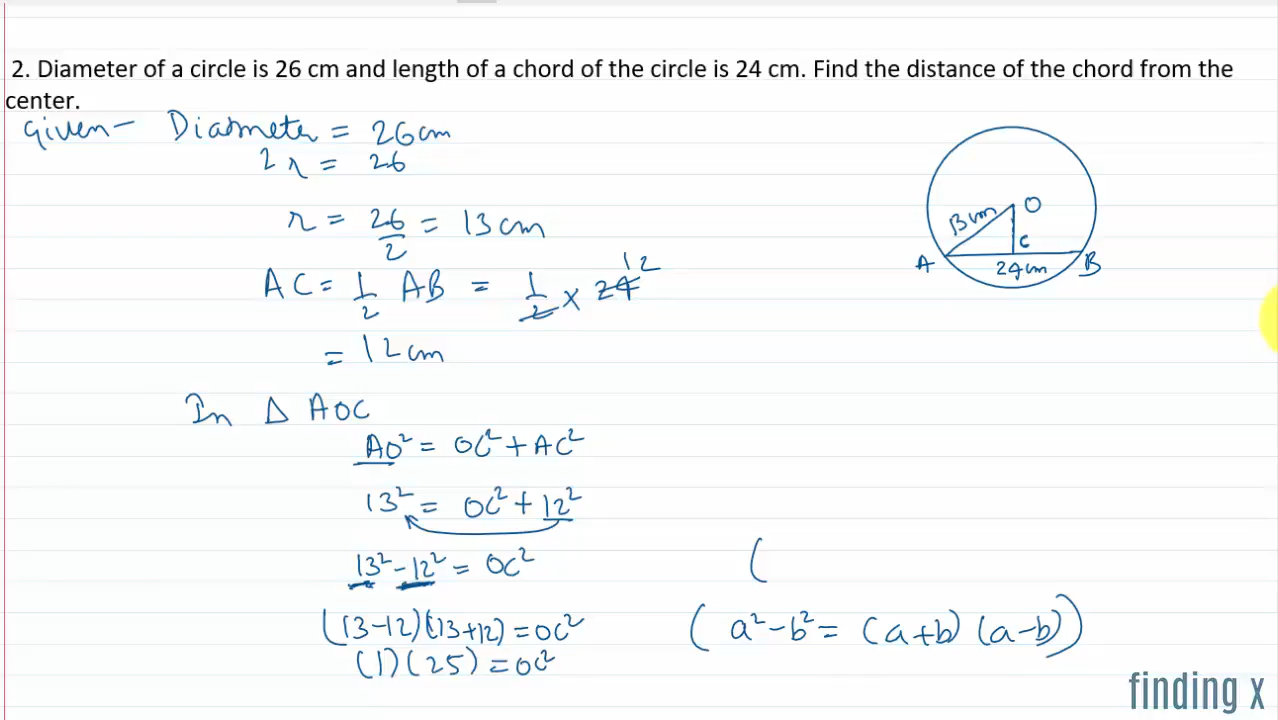 2. Diameter of a circle is 26 cm and length of a chord of the circle is 24 cm. Find the distance of the chord from the
center.
Given - Diameter = 26cm
2r = 26
r = 26/2 = 13cm
AC = 1/2 AB = 1/2 × 24 12
= 12cm
In Δ AOC
AO² = OC² + AC²
13² = OC² + 12²
13² - 12² = OC²
(13-12)(13+12) = OC²
(1)(25) = OC²
(
(a² - b² = (a+b)(a-b))
O
13cm
C
A
24cm
B
finding x